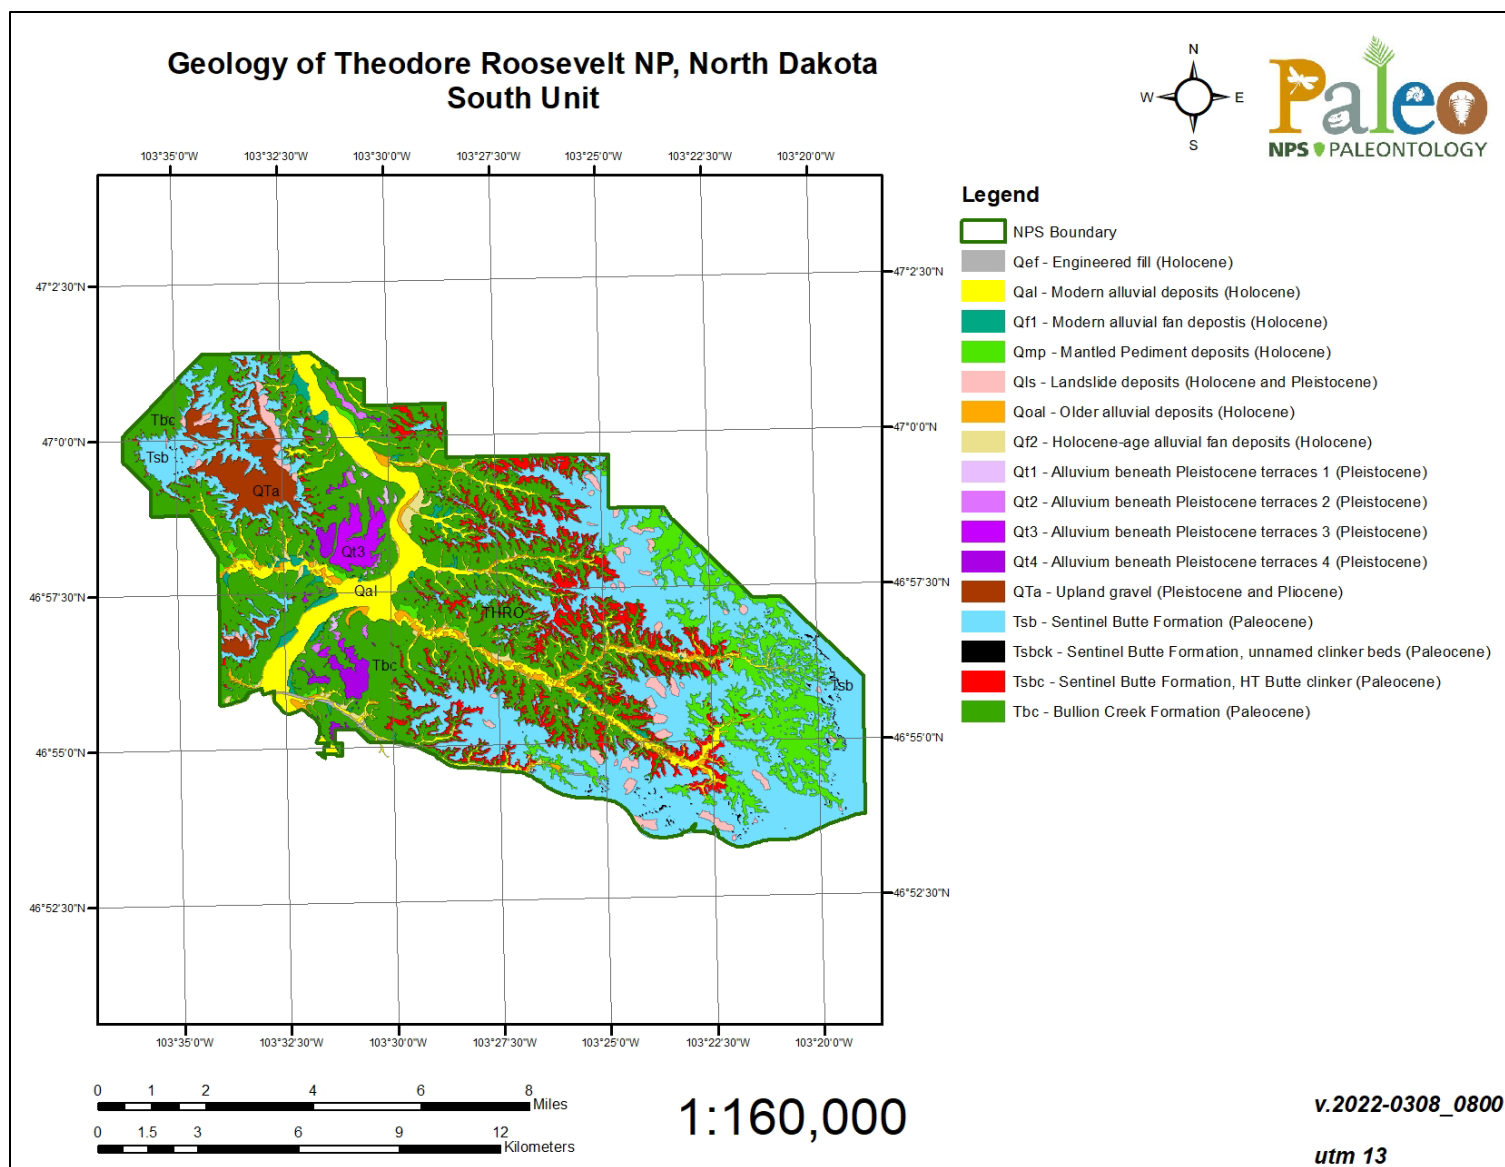 Geology of Theodore Roosevelt NP, North Dakota
South Unit
N
W E
S
Paleo
NPS PALEONTOLOGY
103°35'0"W 103°32'30"W 103°30'0"W 103°27'30"W 103°25'0"W 103°22'30"W 103°20'0"W
47°2'30"N
47°2'30"N
47°0'0"N
47°0'0"N
46°57'30"N
46°57'30"N
46°55'0"N
46°55'0"N
46°52'30"N
46°52'30"N
Tbc
Tsb
QTa
Qt3
Qal
THRO
Tbc
Tsb
103°35'0"W 103°32'30"W 103°30'0"W 103°27'30"W 103°25'0"W 103°22'30"W 103°20'0"W
Legend
NPS Boundary
Qef - Engineered fill (Holocene)
Qal - Modern alluvial deposits (Holocene)
Qf1 - Modern alluvial fan depostis (Holocene)
Qmp - Mantled Pediment deposits (Holocene)
Qls - Landslide deposits (Holocene and Pleistocene)
Qoal - Older alluvial deposits (Holocene)
Qf2 - Holocene-age alluvial fan deposits (Holocene)
Qt1 - Alluvium beneath Pleistocene terraces 1 (Pleistocene)
Qt2 - Alluvium beneath Pleistocene terraces 2 (Pleistocene)
Qt3 - Alluvium beneath Pleistocene terraces 3 (Pleistocene)
Qt4 - Alluvium beneath Pleistocene terraces 4 (Pleistocene)
QTa - Upland gravel (Pleistocene and Pliocene)
Tsb - Sentinel Butte Formation (Paleocene)
Tsbck - Sentinel Butte Formation, unnamed clinker beds (Paleocene)
Tsbc - Sentinel Butte Formation, HT Butte clinker (Paleocene)
Tbc - Bullion Creek Formation (Paleocene)
0 1 2 4 6 8
Miles
0 1.5 3 6 9 12
Kilometers
1:160,000
v.2022-0308_0800
utm 13